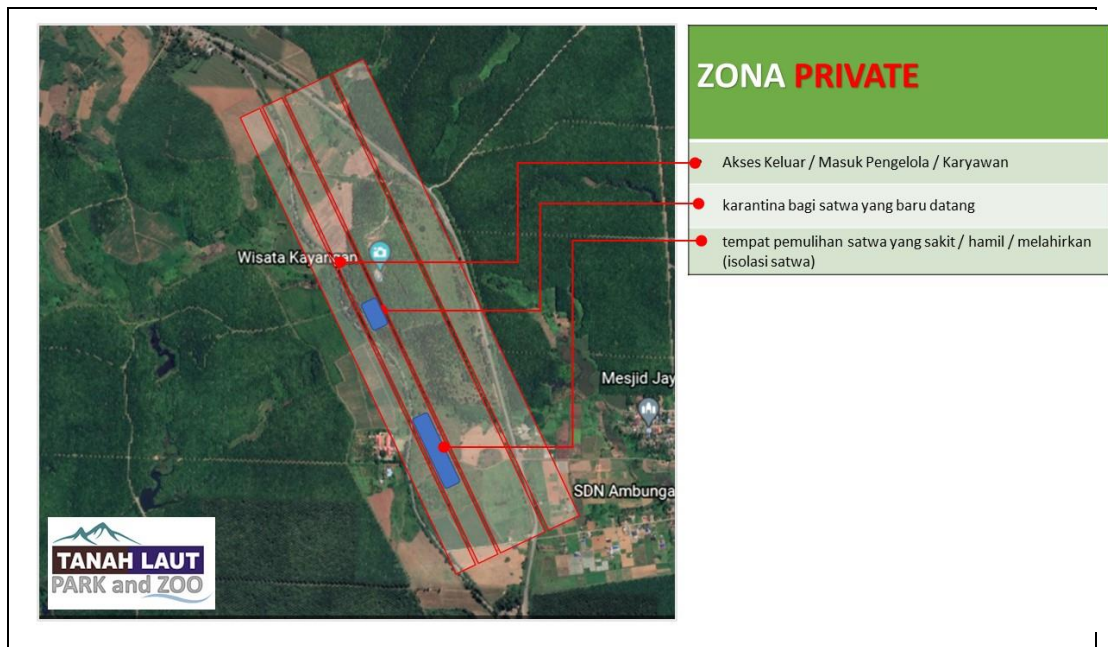 ZONA PRIVATE
Akses Keluar / Masuk Pengelola / Karyawan
karantina bagi satwa yang baru datang
tempat pemulihan satwa yang sakit / hamil / melahirkan
(isolasi satwa)
Wisata Kayangan
Mesjid Jay
SDN Ambunga
TANAH LAUT
PARK and ZOO